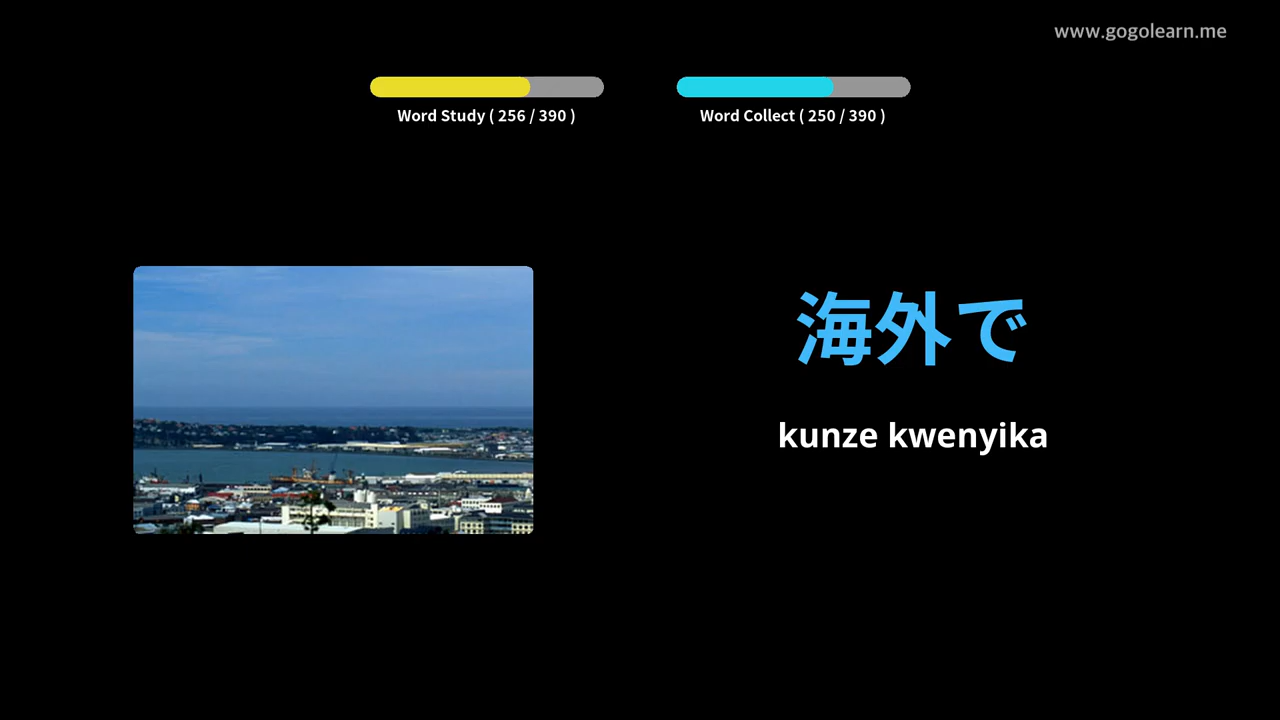 www.gogolearn.me
Word Study ( 256 / 390 )
Word Collect ( 250 / 390 )
海外で
kunze kwenyika